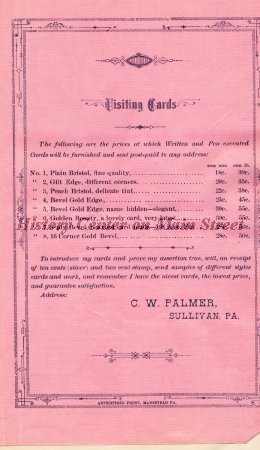 Visiting Cards
The following are the prices at which Written and Pen executed
Cards will be furnished and sent post-paid to any address:
PER DOZ. PER 25.
No. 1, Plain Bristol, fine quality, 18c. 30c.
" 2, Gilt Edge, different corners, 20c. 35c.
" 3, Peach Bristol, delicate tint, 22c. 38c.
" 4, Bevel Gold Edge, 25c. 45c.
" 5, Bevel Gold Edge, name hidden—elegant, 30c. 55c.
" 6, Golden Beauty, a lovely card, very
History Center on Main Street
" 8, 16 Corner Gold Bevel, 28c. 50c.
To introduce my cards and prove my assertion true, will, on receipt
of ten cents (silver) and two cent stamp, send samples of different styles
cards and work, and remember I have the nicest cards, the lowest price,
and guarantee satisfaction.
Address:
C. W. PALMER,
SULLIVAN, PA.
ADVERTISER PRINT, MANSFIELD PA.